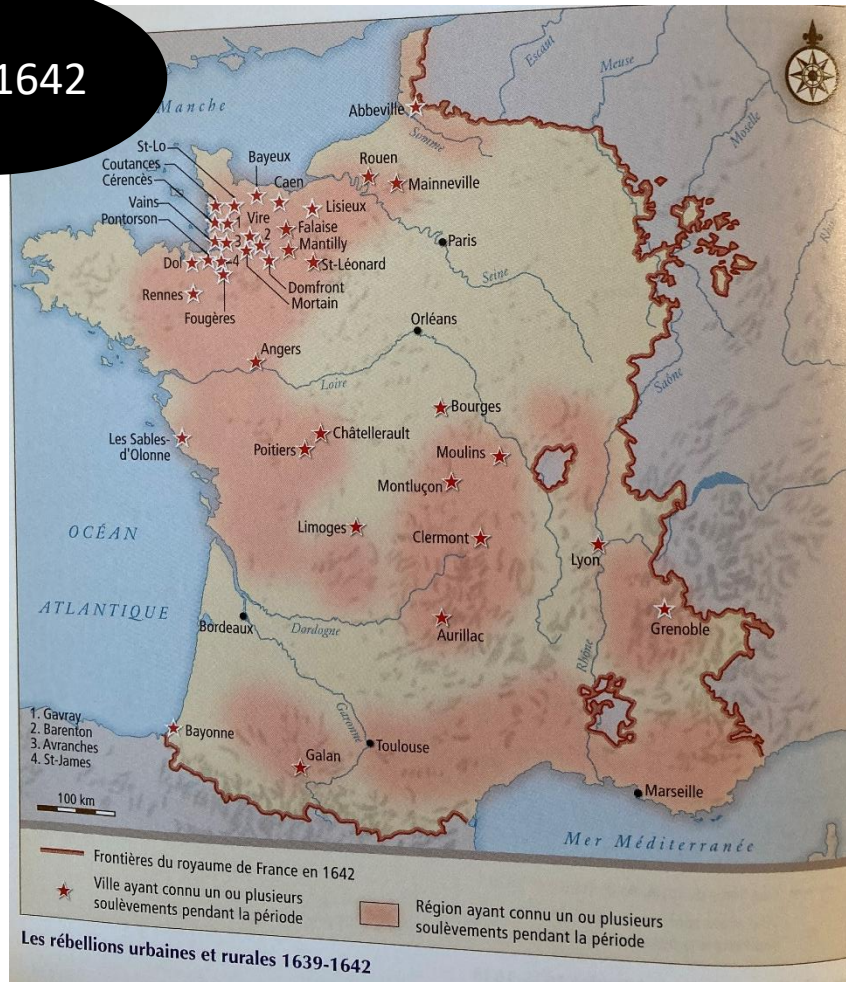 1642
Manche
Escaut
Meuse
Moselle
Abbeville
Somme
St-Lo
Coutances
Cérencès
Vains
Pontorson
Bayeux
Caen
Rouen
Mainneville
1
Vire
Lisieux
Falaise
2
3
Mantilly
Paris
Dol
4
St-Léonard
Seine
Domfront
Mortain
Rennes
Fougères
Orléans
Angers
Loire
Saône
Bourges
Les Sables-
d'Olonne
Châtellerault
Poitiers
Moulins
Montluçon
OCÉAN
Limoges
Clermont
Lyon
ATLANTIQUE
Bordeaux
Dordogne
Aurillac
Grenoble
Rhône
1. Gavray
2. Barenton
3. Avranches
4. St-James
Bayonne
Garonne
Galan
Toulouse
Marseille
100 km
Mer Méditerranée
Frontières du royaume de France en 1642
Ville ayant connu un ou plusieurs
soulèvements pendant la période
Région ayant connu un ou plusieurs
soulèvements pendant la période
Les rébellions urbaines et rurales 1639-1642